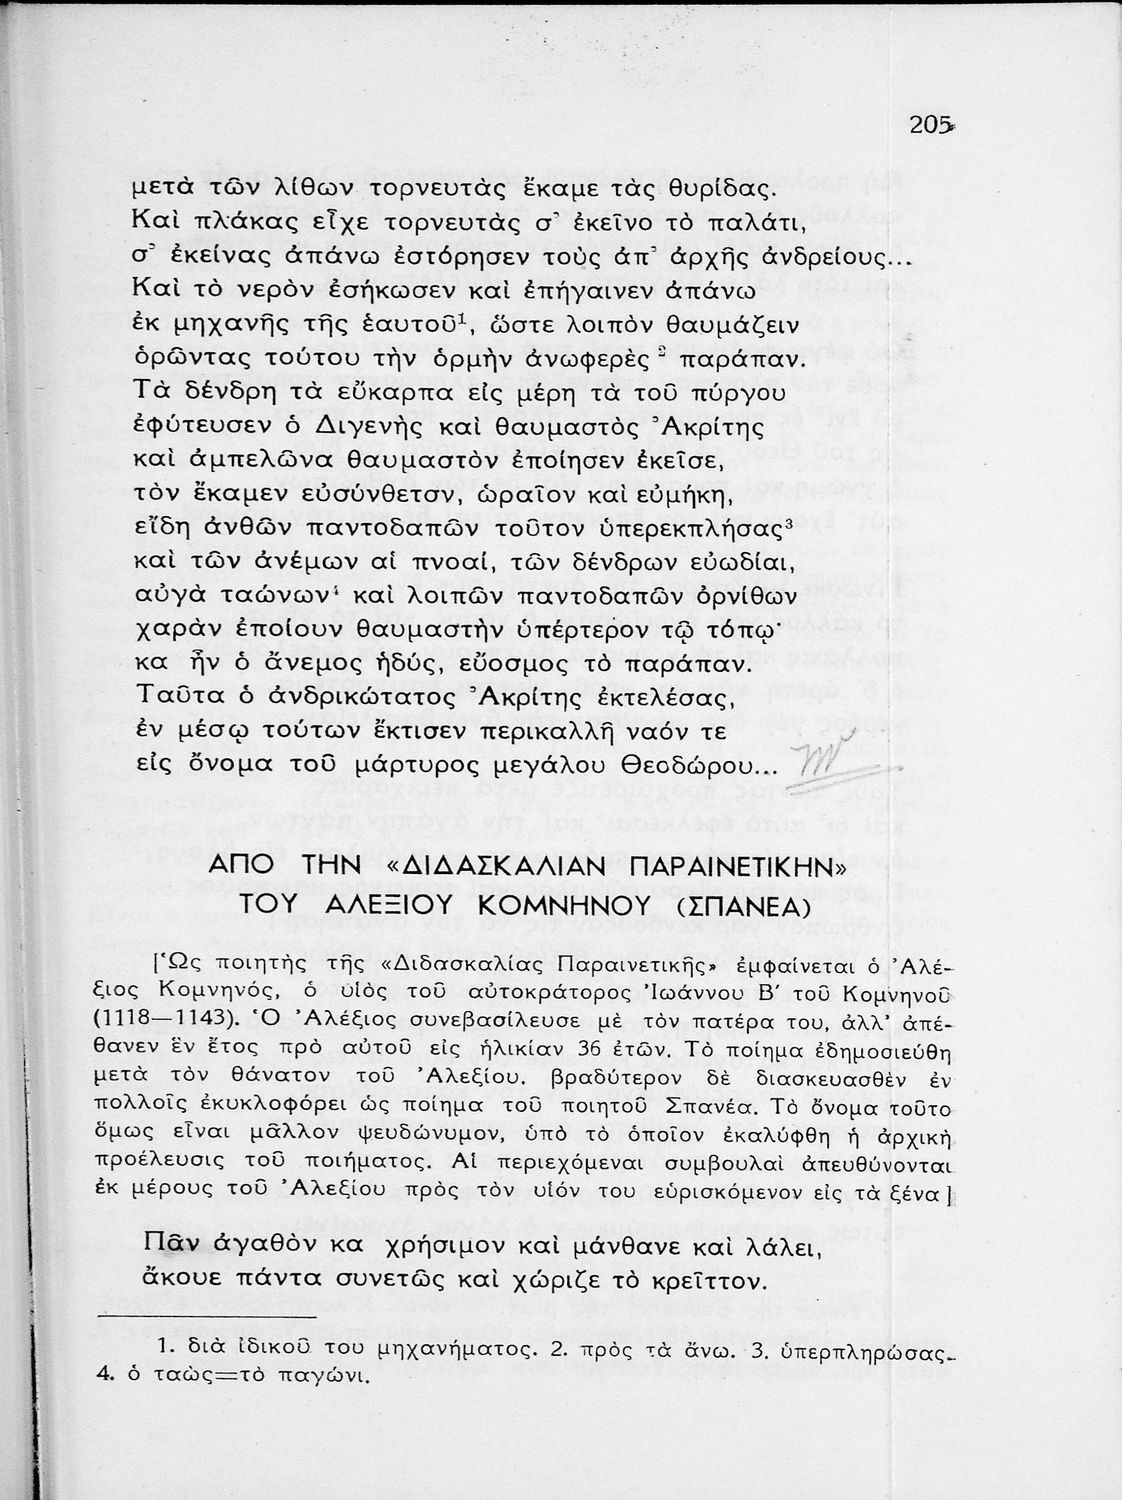 205
μετὰ τῶν λίθων τορνευτὰς ἔκαμε τὰς θυρίδας.
Καὶ πλάκας εἶχε τορνευτὰς σ᾿ ἐκεῖνο τὸ παλάτι,
σ᾿ ἐκείνας ἀπάνω ἐστόρησεν τοὺς ἀπ᾿ ἀρχῆς ἀνδρείους...
Καὶ τὸ νερὸν ἐσήκωσεν καὶ ἐπήγαινεν ἀπάνω
ἐκ μηχανῆς τῆς ἑαυτοῦ¹, ὥστε λοιπὸν θαυμάζειν
ὁρῶντας τούτου τὴν ὁρμὴν ἀνωφερὲς ² παράπαν.
Τὰ δένδρη τὰ εὔκαρπα εἰς μέρη τὰ τοῦ πύργου
ἐφύτευσεν ὁ Διγενὴς καὶ θαυμαστὸς ᾿Ακρίτης
καὶ ἀμπελῶνα θαυμαστὸν ἐποίησεν ἐκεῖσε,
τὸν ἔκαμεν εὐσύνθετσν, ὡραῖον καὶ εὐμήκη,
εἴδη ἀνθῶν παντοδαπῶν τοῦτον ὑπερεκπλήσας³
καὶ τῶν ἀνέμων αἱ πνοαί, τῶν δένδρων εὐωδίαι,
αὐγὰ ταώνων⁴ καὶ λοιπῶν παντοδαπῶν ὀρνίθων
χαρὰν ἐποίουν θαυμαστὴν ὑπέρτερον τῷ τόπῳ·
κα ἦν ὁ ἄνεμος ἡδύς, εὔοσμος τὸ παράπαν.
Ταῦτα ὁ ἀνδρικώτατος ᾿Ακρίτης ἐκτελέσας,
ἐν μέσῳ τούτων ἔκτισεν περικαλλῆ ναόν τε
εἰς ὄνομα τοῦ μάρτυρος μεγάλου Θεοδώρου...
ΑΠΟ ΤΗΝ «ΔΙΔΑΣΚΑΛΙΑΝ ΠΑΡΑΙΝΕΤΙΚΗΝ»
ΤΟΥ ΑΛΕΞΙΟΥ ΚΟΜΝΗΝΟΥ (ΣΠΑΝΕΑ)
[῾Ως ποιητὴς τῆς «Διδασκαλίας Παραινετικῆς» ἐμφαίνεται ὁ ᾿Αλέ-
ξιος Κομνηνός, ὁ υἱὸς τοῦ αὐτοκράτορος ᾿Ιωάννου Β′ τοῦ Κομνηνοῦ
(1118—1143). ῾Ο ᾿Αλέξιος συνεβασίλευσε μὲ τὸν πατέρα του, ἀλλ᾿ ἀπέ-
θανεν ἓν ἔτος πρὸ αὐτοῦ εἰς ἡλικίαν 36 ἐτῶν. Τὸ ποίημα ἐδημοσιεύθη
μετὰ τὸν θάνατον τοῦ ᾿Αλεξίου. βραδύτερον δὲ διασκευασθὲν ἐν
πολλοῖς ἐκυκλοφόρει ὡς ποίημα τοῦ ποιητοῦ Σπανέα. Τὸ ὄνομα τοῦτο
ὅμως εἶναι μᾶλλον ψευδώνυμον, ὑπὸ τὸ ὁποῖον ἐκαλύφθη ἡ ἀρχικὴ
προέλευσις τοῦ ποιήματος. Αἱ περιεχόμεναι συμβουλαὶ ἀπευθύνονται
ἐκ μέρους τοῦ ᾿Αλεξίου πρὸς τὸν υἱόν του εὑρισκόμενον εἰς τὰ ξένα]
Πᾶν ἀγαθὸν κα χρήσιμον καὶ μάνθανε καὶ λάλει,
ἄκουε πάντα συνετῶς καὶ χώριζε τὸ κρεῖττον.
1. διὰ ἰδικοῦ του μηχανήματος. 2. πρὸς τὰ ἄνω. 3. ὑπερπληρώσας.
4. ὁ ταὼς=τὸ παγώνι.